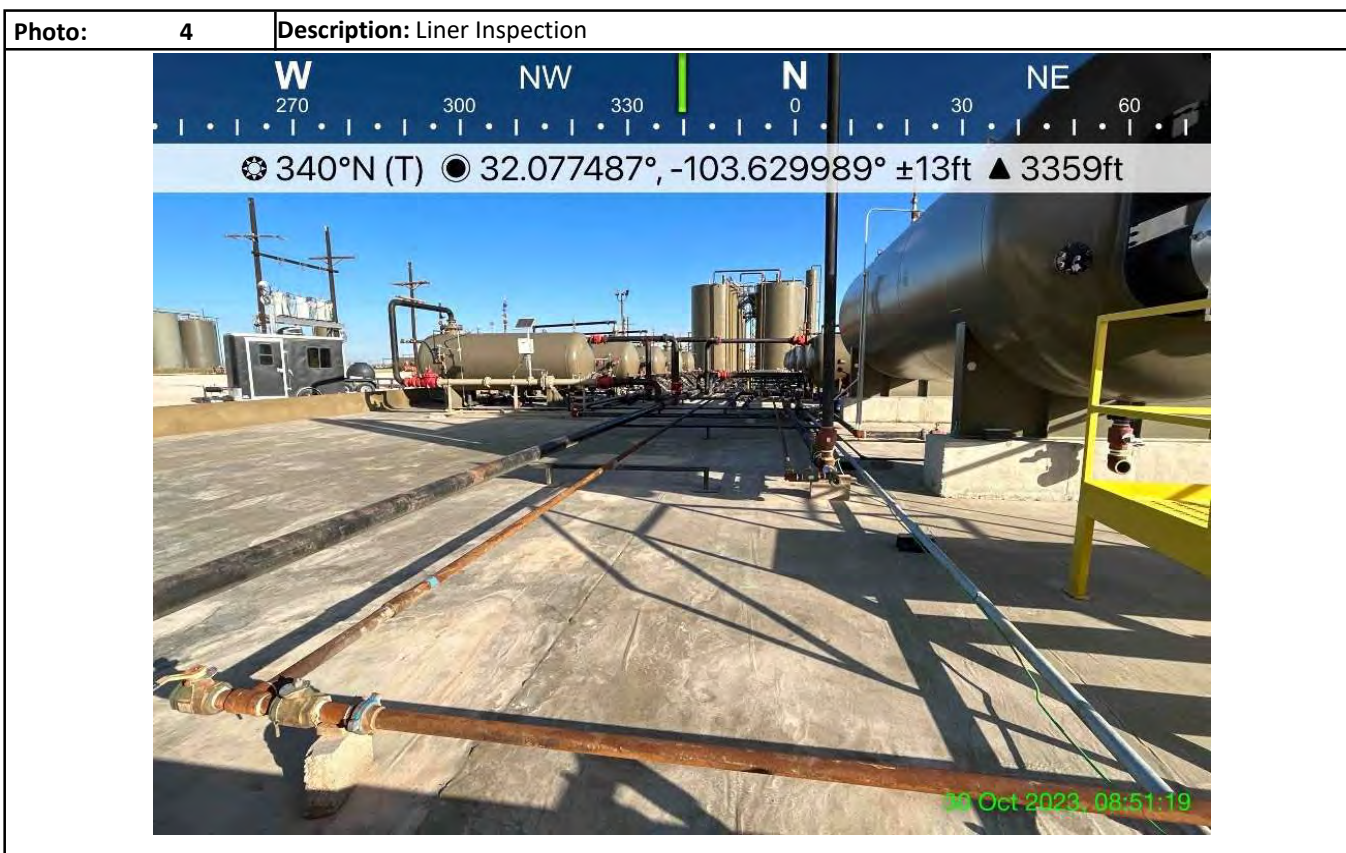 Photo: 4 Description: Liner Inspection
W NW N NE
270 300 330 0 30 60
340°N (T) 32.077487°, -103.629989° ±13ft ▲ 3359ft
30 Oct 2023, 08:51:19